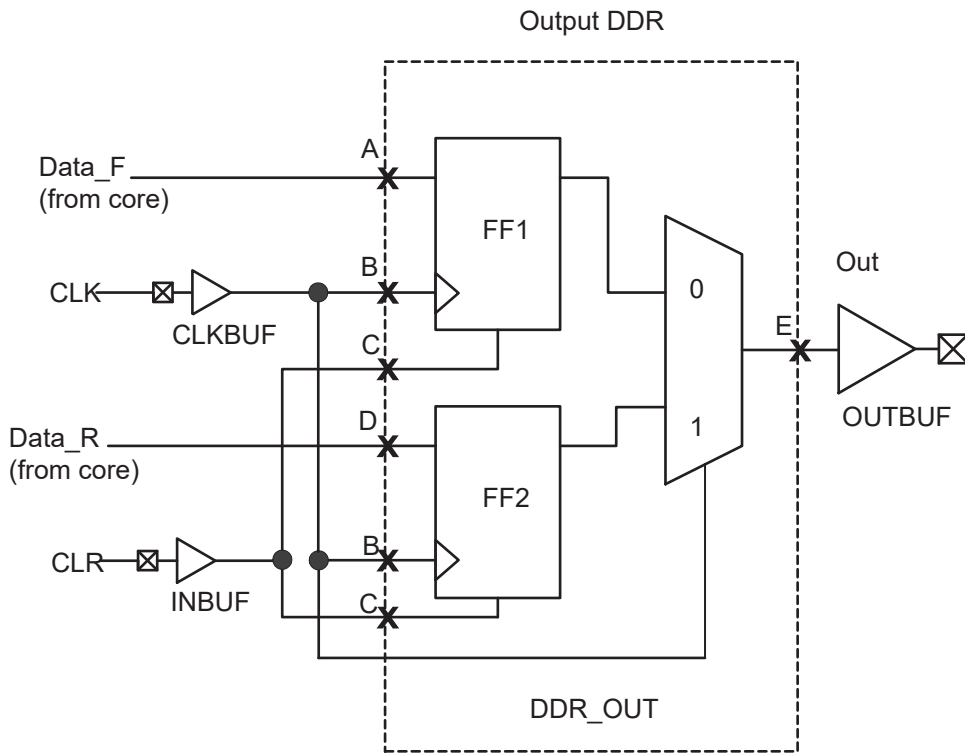 Output DDR
A
Data_F
(from core)
FF1
B
CLK
CLKBUF
0
Out
E
C
OUTBUF
D
Data_R
(from core)
1
FF2
B
CLR
INBUF
C
DDR_OUT